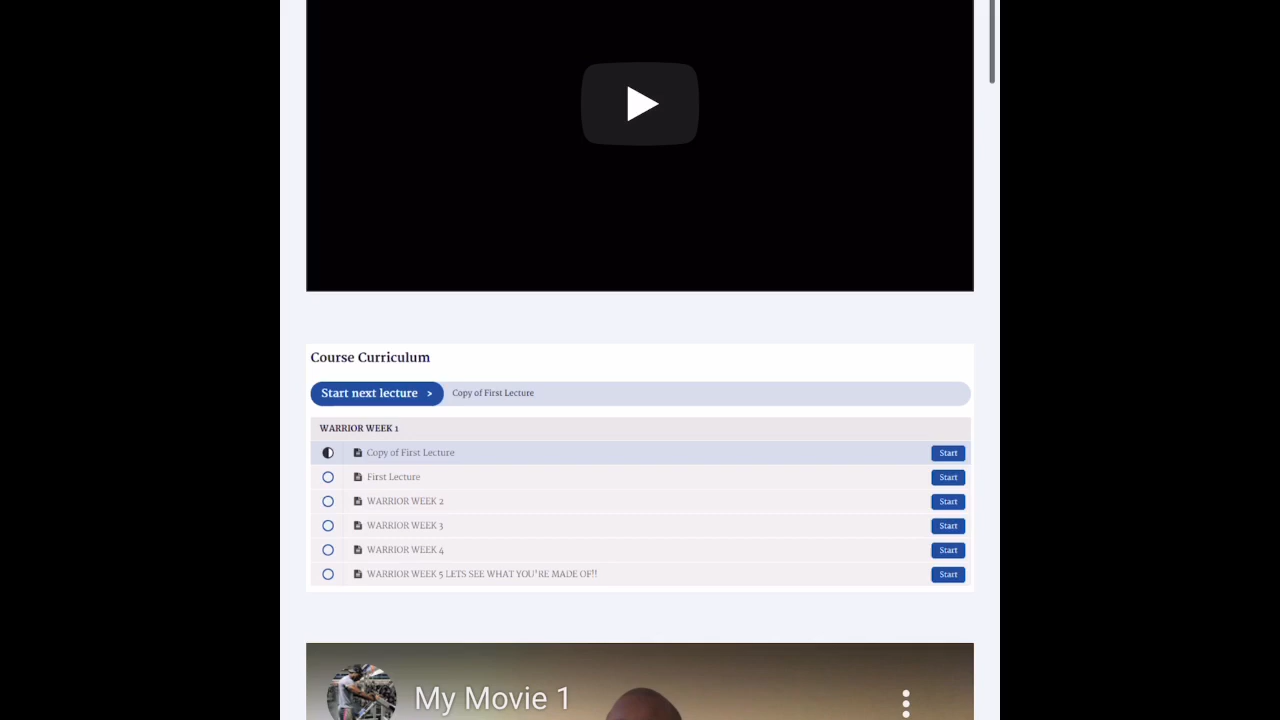 Course Curriculum
Start next lecture > Copy of First Lecture
WARRIOR WEEK 1
Copy of First Lecture Start
First Lecture Start
WARRIOR WEEK 2 Start
WARRIOR WEEK 3 Start
WARRIOR WEEK 4 Start
WARRIOR WEEK 5 LETS SEE WHAT YOU'RE MADE OF!! Start
My Movie 1